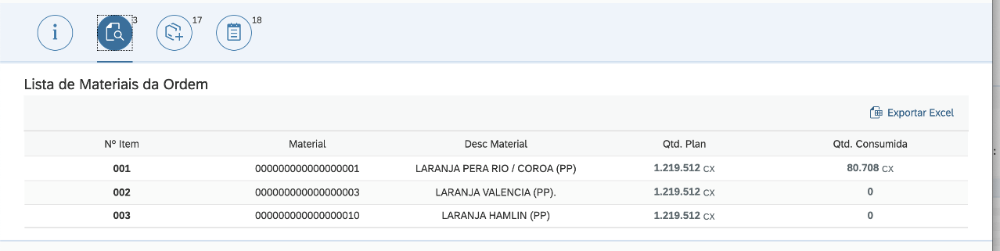 3 17 18
Lista de Materiais da Ordem
Exportar Excel
Nº Item Material Desc Material Qtd. Plan Qtd. Consumida
001 000000000000000001 LARANJA PERA RIO / COROA (PP) 1.219.512 CX 80.708 CX
002 000000000000000003 LARANJA VALENCIA (PP). 1.219.512 CX 0
003 000000000000000010 LARANJA HAMLIN (PP) 1.219.512 CX 0